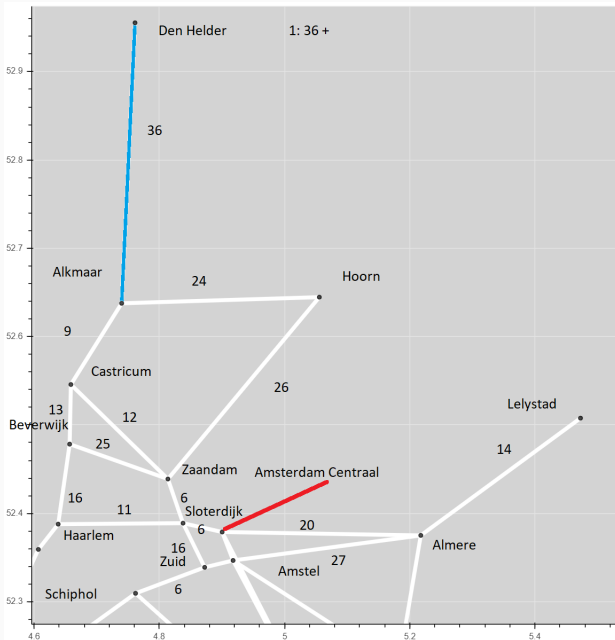 Den Helder
1: 36 +
52.9
36
52.8
52.7
Alkmaar
24
Hoorn
9
52.6
Castricum
26
13
12
Lelystad
Beverwijk
52.5
25
14
Zaandam
Amsterdam Centraal
16
6
11
Sloterdijk
52.4
6
20
Haarlem
16
Almere
Zuid
27
Amstel
Schiphol
6
52.3
4.6
4.8
5
5.2
5.4